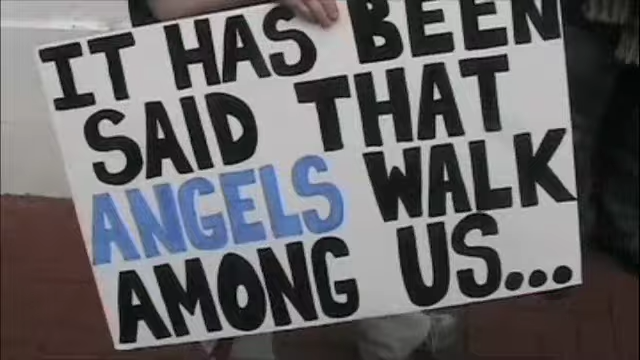 IT HAS BEEN
SAID THAT
ANGELS WALK
AMONG US...